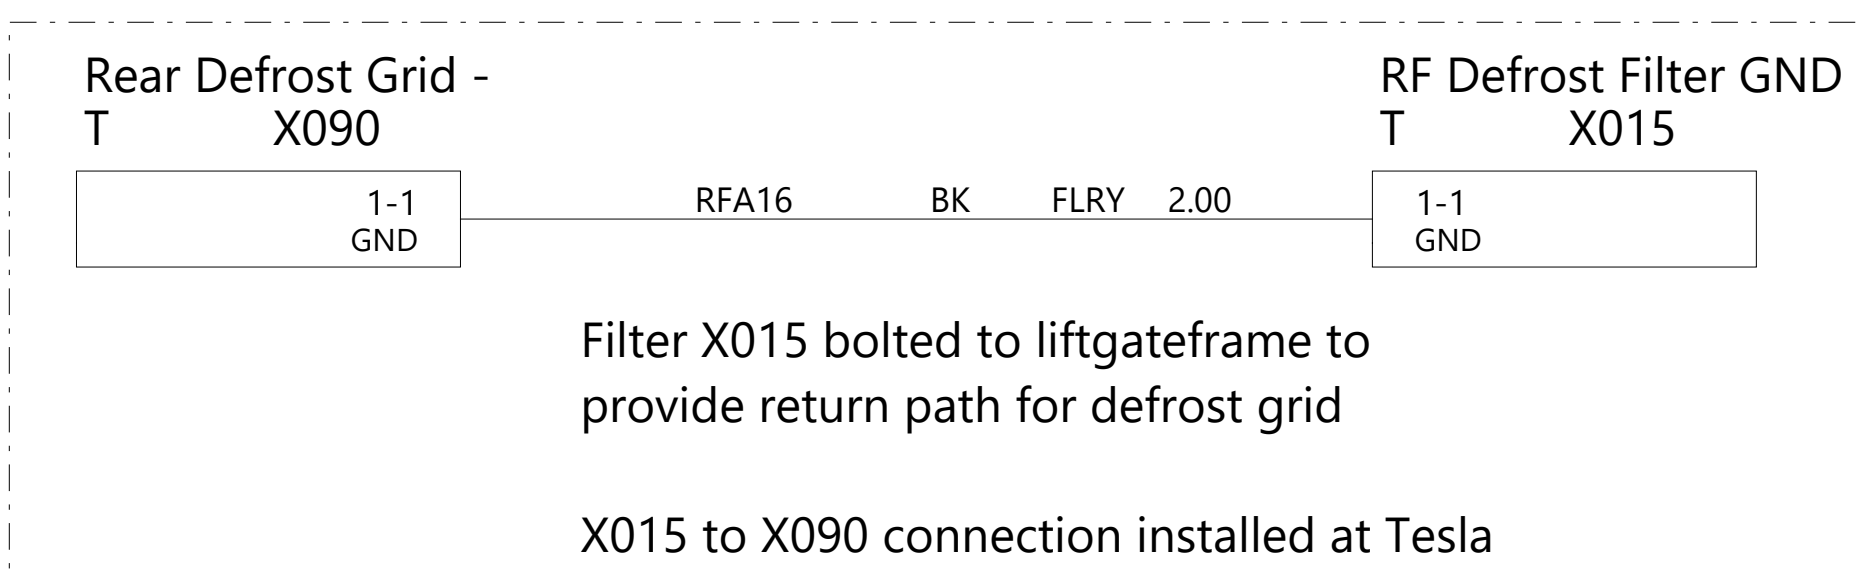 Rear Defrost Grid -
T X090
RF Defrost Filter GND
T X015
1-1
GND
RFA16 BK FLRY 2.00
1-1
GND
Filter X015 bolted to liftgateframe to
provide return path for defrost grid
X015 to X090 connection installed at Tesla